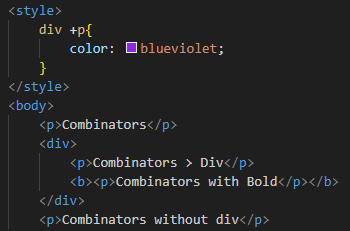 <style>
    div +p{
        color: blueviolet;
    }
</style>
<body>
    <p>Combinators</p>
    <div>
        <p>Combinators > Div</p>
        <b><p>Combinators with Bold</p></b>
    </div>
    <p>Combinators without div</p>